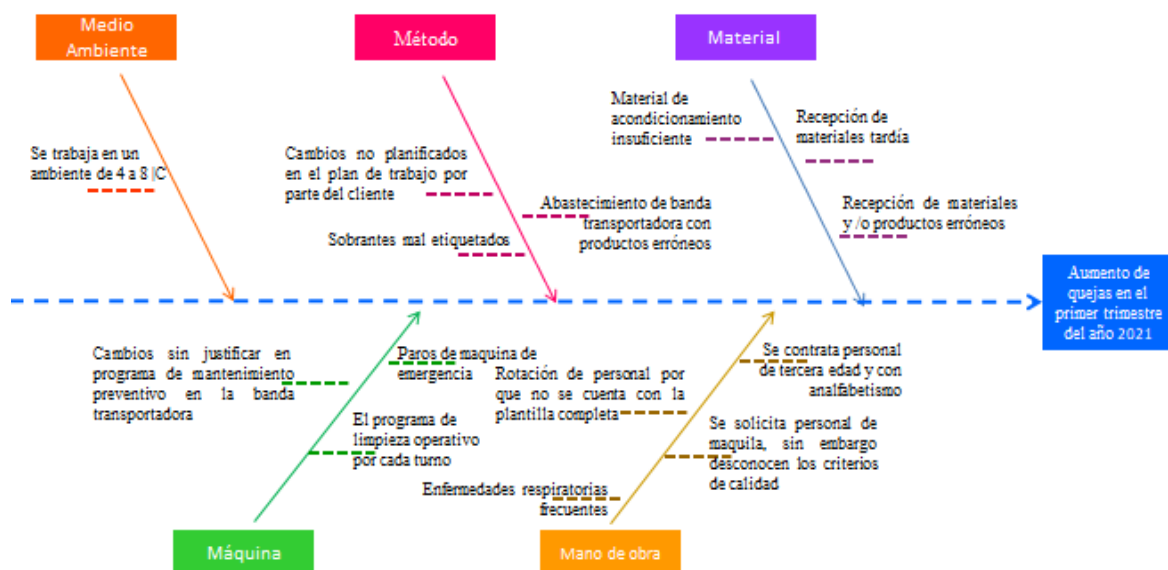 Medio
Ambiente
Método
Material
Se trabaja en un
ambiente de 4 a 8 |C
Cambios no planificados
en el plan de trabajo por
parte del cliente
Sobrantes mal etiquetados
Abastecimiento de banda
transportadora con
productos erróneos
Material de
acondicionamiento
insuficiente
Recepción de
materiales tardía
Recepción de materiales
y /o productos erróneos
Aumento de
quejas en el
primer trimestre
del año 2021
Cambios sin justificar en
programa de mantenimiento
preventivo en la banda
transportadora
Paros de maquina de
emergencia
El programa de
limpieza operativo
por cada turno
Rotación de personal por
que no se cuenta con la
plantilla completa
Enfermedades respiratorias
frecuentes
Se contrata personal
de tercera edad y con
analfabetismo
Se solicita personal de
maquila, sin embargo
desconocen los criterios
de calidad
Máquina
Mano de obra